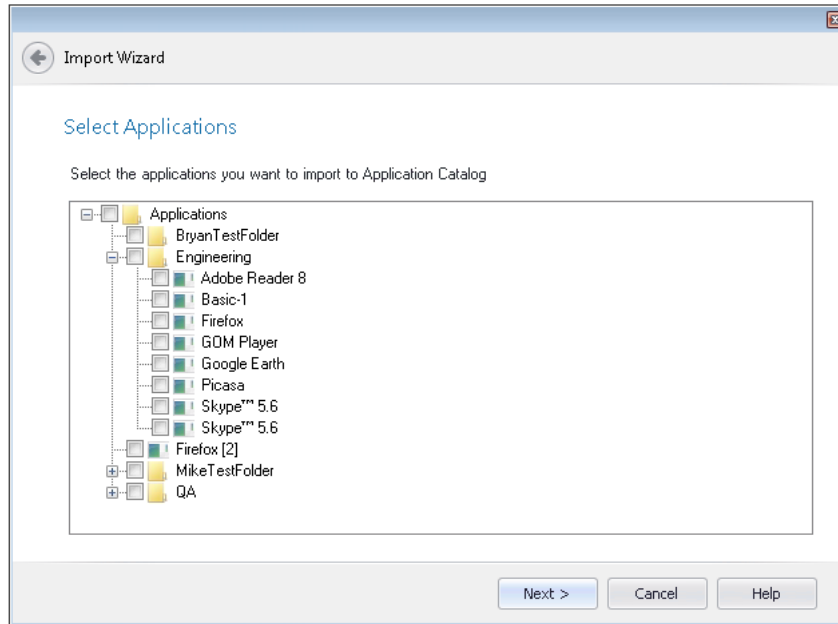 Import Wizard
Select Applications
Select the applications you want to import to Application Catalog
Applications
BryanTestFolder
Engineering
Adobe Reader 8
Basic-1
Firefox
GOM Player
Google Earth
Picasa
Skype™ 5.6
Skype™ 5.6
Firefox [2]
MikeTestFolder
QA
Next >
Cancel
Help